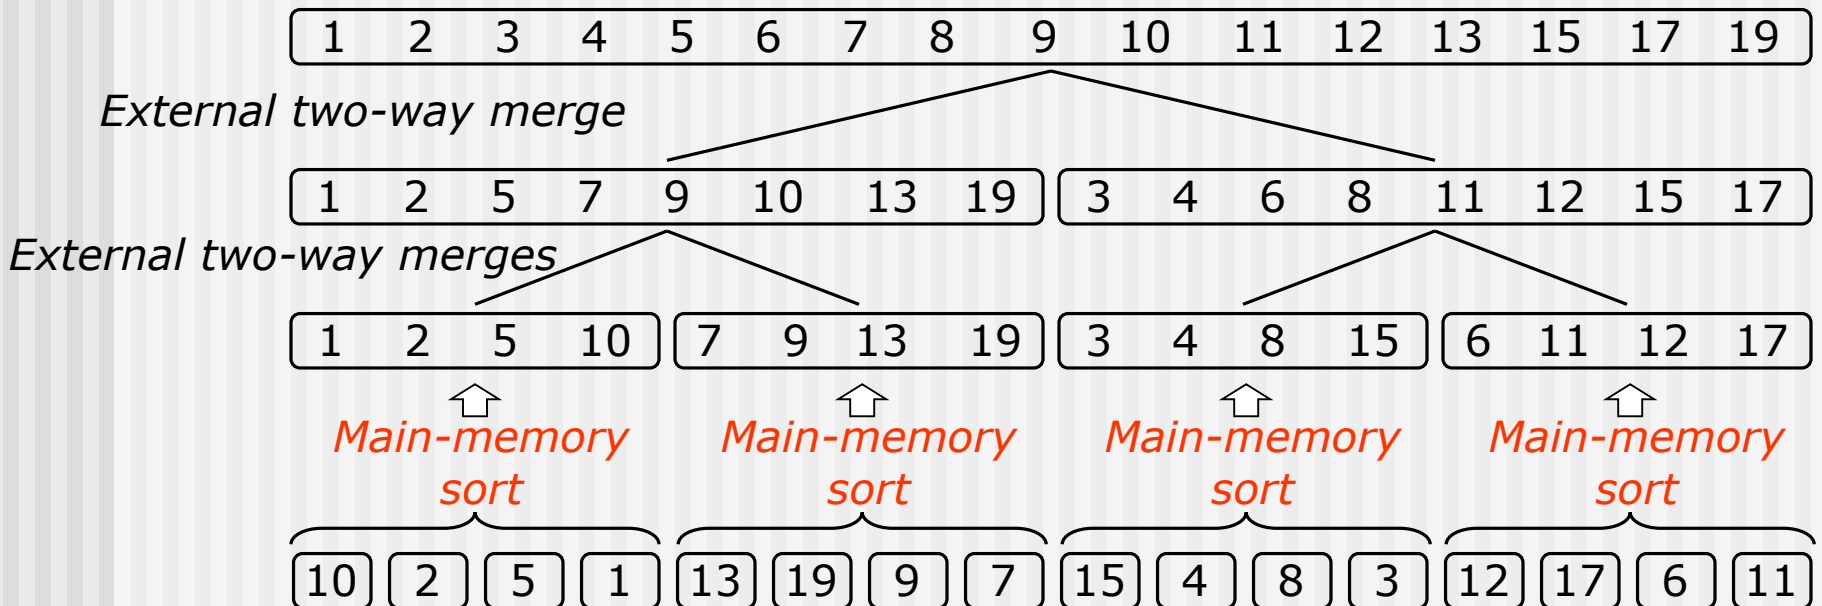 1 2 3 4 5 6 7 8 9 10 11 12 13 15 17 19
External two-way merge
1 2 5 7 9 10 13 19 3 4 6 8 11 12 15 17
External two-way merges
1 2 5 10 7 9 13 19 3 4 8 15 6 11 12 17
Main-memory Main-memory Main-memory Main-memory
sort sort sort sort
10 2 5 1 13 19 9 7 15 4 8 3 12 17 6 11